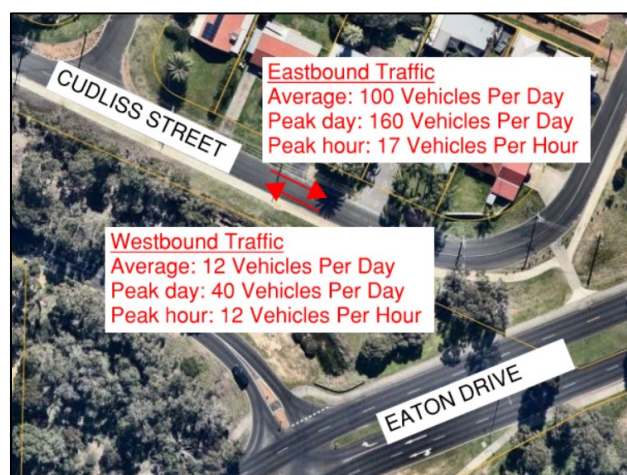 Eastbound Traffic
Average: 100 Vehicles Per Day
Peak day: 160 Vehicles Per Day
Peak hour: 17 Vehicles Per Hour
CUDLISS STREET
Westbound Traffic
Average: 12 Vehicles Per Day
Peak day: 40 Vehicles Per Day
Peak hour: 12 Vehicles Per Hour
EATON DRIVE